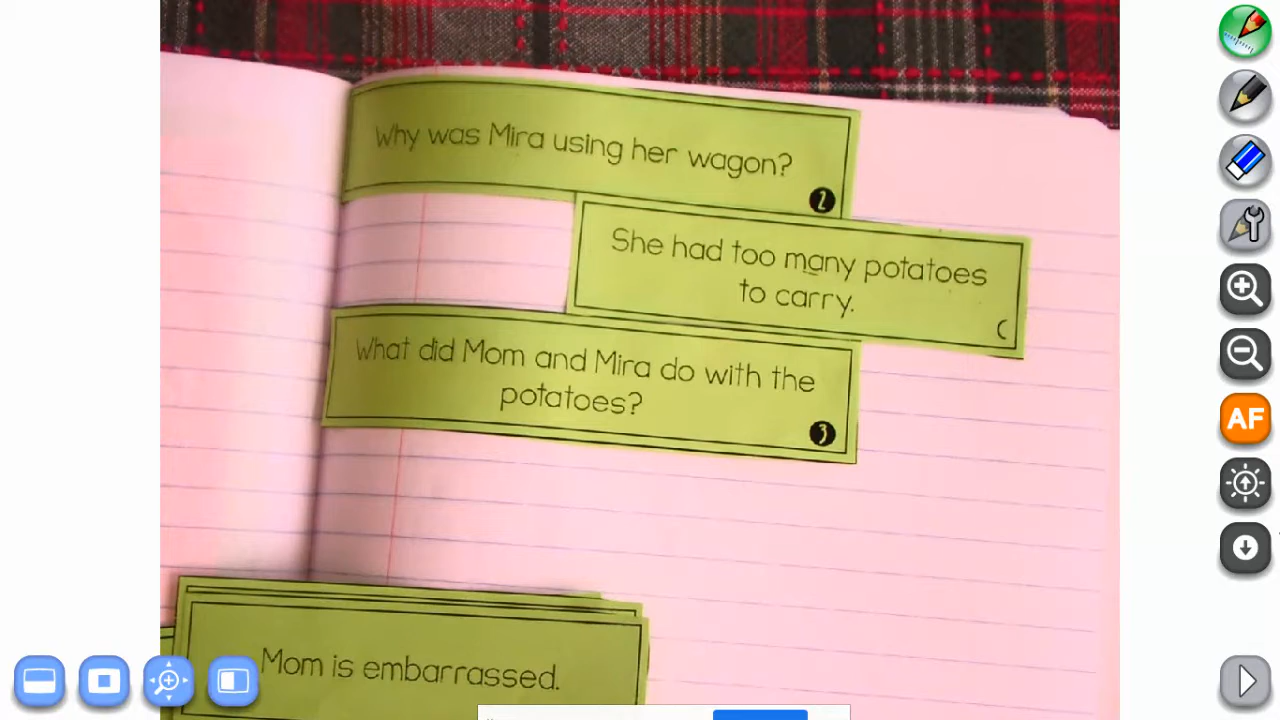 Why was Mira using her wagon?
2
She had too many potatoes
to carry.
C
What did Mom and Mira do with the
potatoes?
3
Mom is embarrassed.
AF